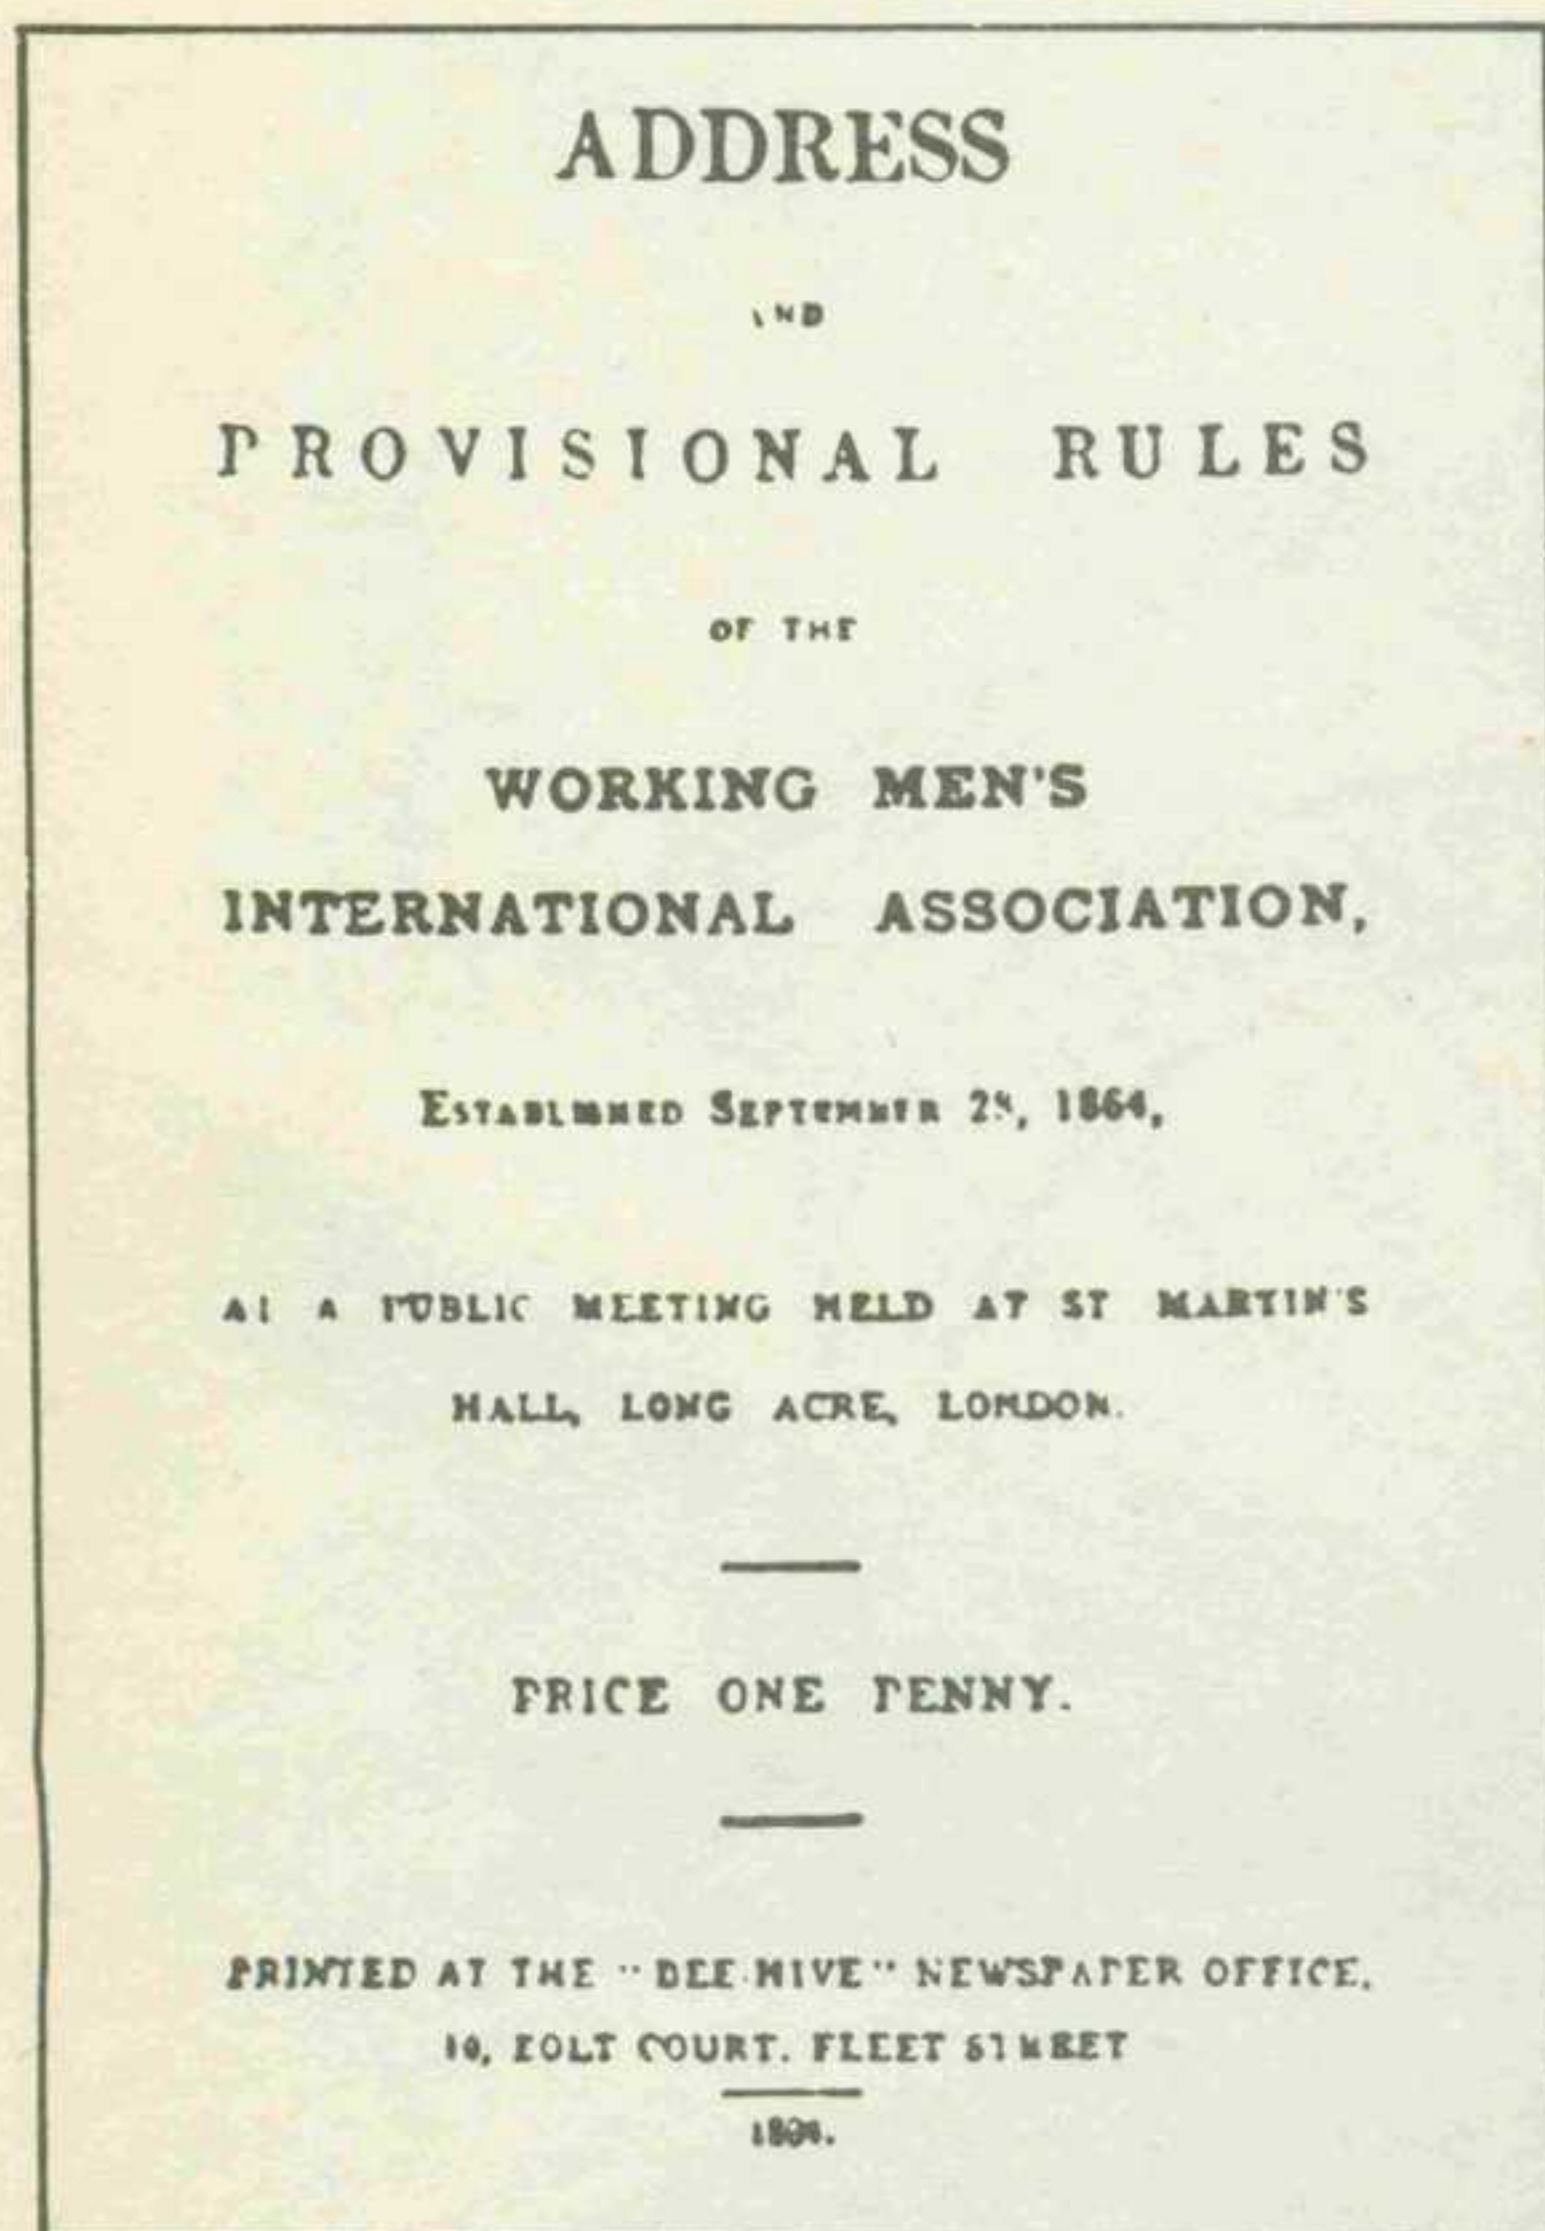 ADDRESS
AND
PROVISIONAL RULES
OF THE
WORKING MEN'S
INTERNATIONAL ASSOCIATION,
ESTABLISHED SEPTEMBER 28, 1864,
AT A PUBLIC MEETING HELD AT ST MARTIN'S
HALL, LONG ACRE, LONDON.
PRICE ONE PENNY.
PRINTED AT THE "BEE-HIVE" NEWSPAPER OFFICE,
10, BOLT COURT. FLEET STREET